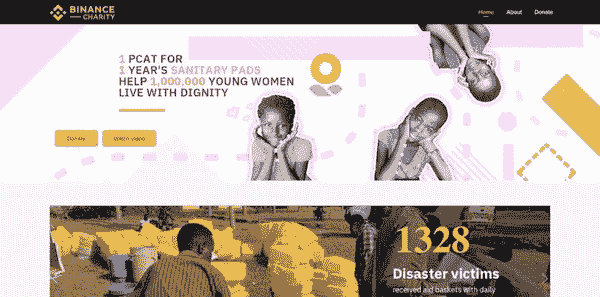 BINANCE
CHARITY
Home About Donate
1 PCAT FOR
1 YEAR'S SANITARY PADS
HELP 1,000,000 YOUNG WOMEN
LIVE WITH DIGNITY
Donate Watch video
1328
Disaster victims
received aid baskets with daily